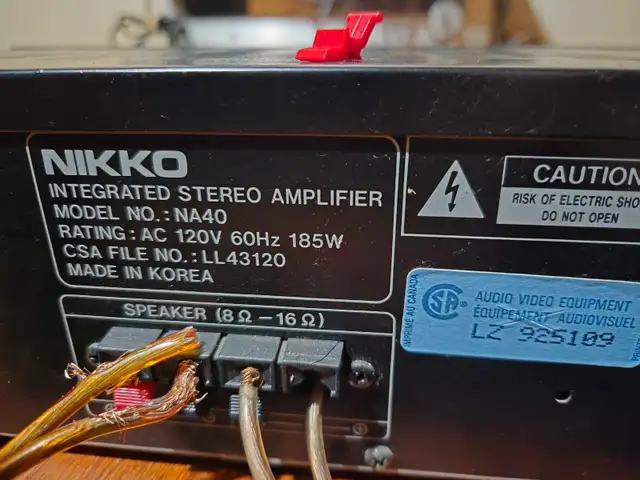 NIKKO
INTEGRATED STEREO AMPLIFIER
MODEL NO.: NA40
RATING: AC 120V 60Hz 185W
CSA FILE NO.: LL43120
MADE IN KOREA
SPEAKER (8Ω-16Ω)
CAUTION
RISK OF ELECTRIC SHO
DO NOT OPEN
IMPRIMÉ AU CANADA
AUDIO VIDEO EQUIPMENT
ÉQUIPEMENT AUDIOVISUEL
LZ 925109